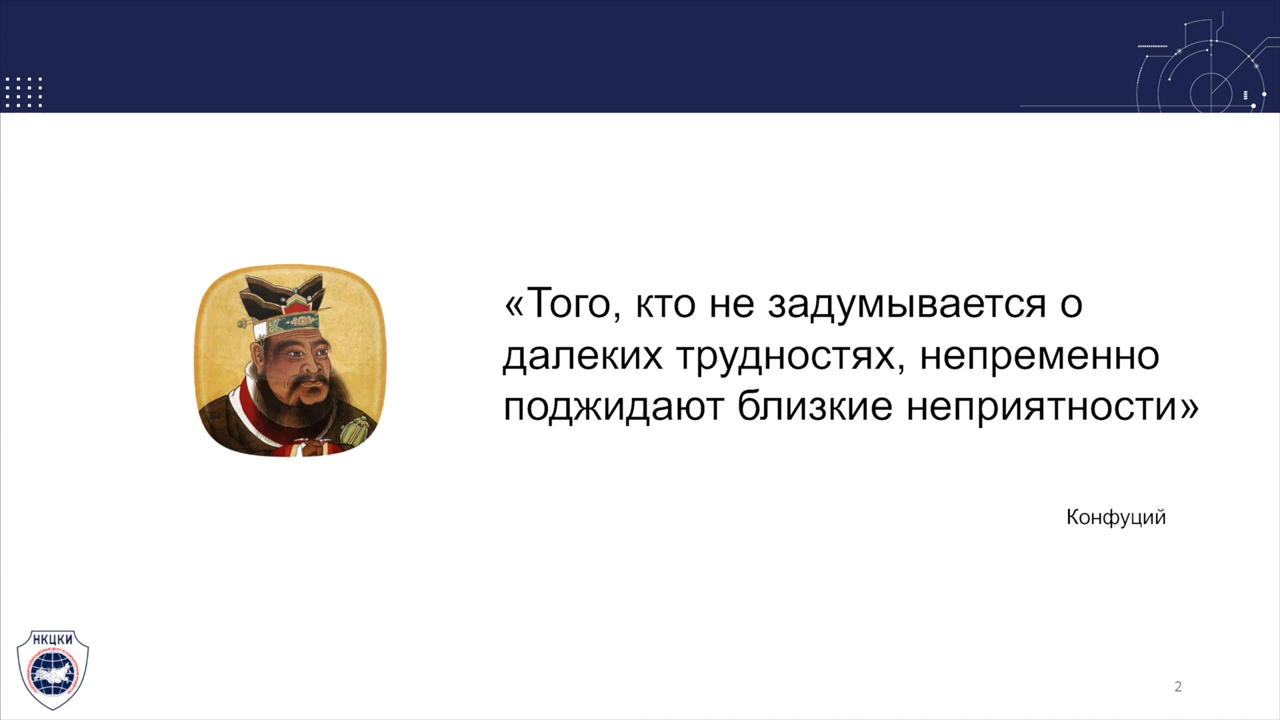 «Того, кто не задумывается о
далеких трудностях, непременно
поджидают близкие неприятности»
Конфуций
НКЦКИ
2